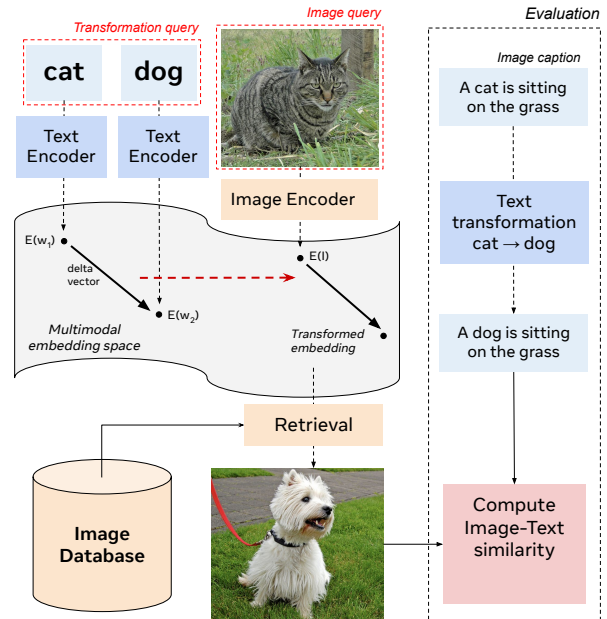 Transformation query
Image query
Evaluation
cat
dog
Image caption
A cat is sitting
on the grass
Text
Encoder
Text
Encoder
Image Encoder
Text
transformation
cat → dog
E(w₁)
E(I)
delta
vector
E(w₂)
Multimodal
embedding space
Transformed
embedding
A dog is sitting
on the grass
Retrieval
Image
Database
Compute
Image-Text
similarity